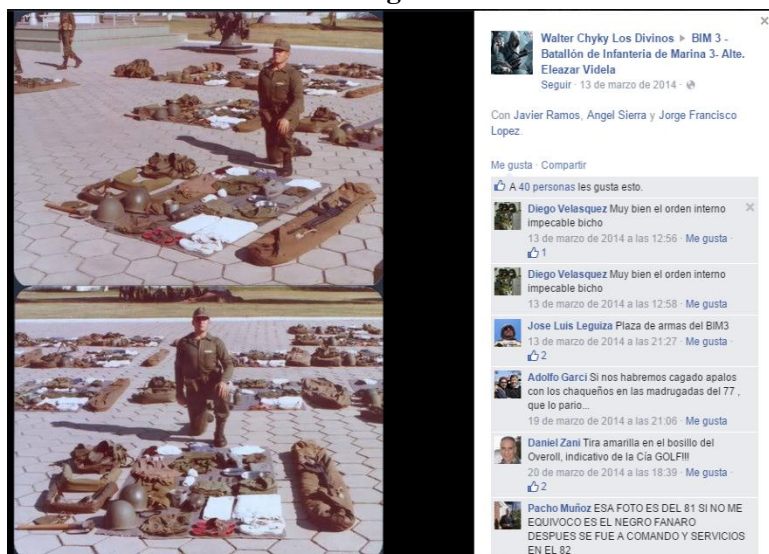 Walter Chyky Los Divinos ▸ BIM 3 -
Batallón de Infanteria de Marina 3- Alte.
Eleazar Videla
Seguir · 13 de marzo de 2014 ·
Con Javier Ramos, Angel Sierra y Jorge Francisco
Lopez.
Me gusta · Compartir
A 40 personas les gusta esto.
Diego Velasquez Muy bien el orden interno
impecable bicho
13 de marzo de 2014 a las 12:56 · Me gusta ·
1
Diego Velasquez Muy bien el orden interno
impecable bicho
13 de marzo de 2014 a las 12:58 · Me gusta
Jose Luis Leguiza Plaza de armas del BIM3
13 de marzo de 2014 a las 21:27 · Me gusta ·
2
Adolfo Garci Si nos habremos cagado apalos
con los chaqueños en las madrugadas del 77 ,
que lo pario...
19 de marzo de 2014 a las 21:06 · Me gusta
Daniel Zani Tira amarilla en el bosillo del
Overoll, indicativo de la Cía GOLF!!!
20 de marzo de 2014 a las 18:39 · Me gusta ·
2
Pacho Muñoz ESA FOTO ES DEL 81 SI NO ME
EQUIVOCO ES EL NEGRO FANARO
DESPUES SE FUE A COMANDO Y SERVICIOS
EN EL 82